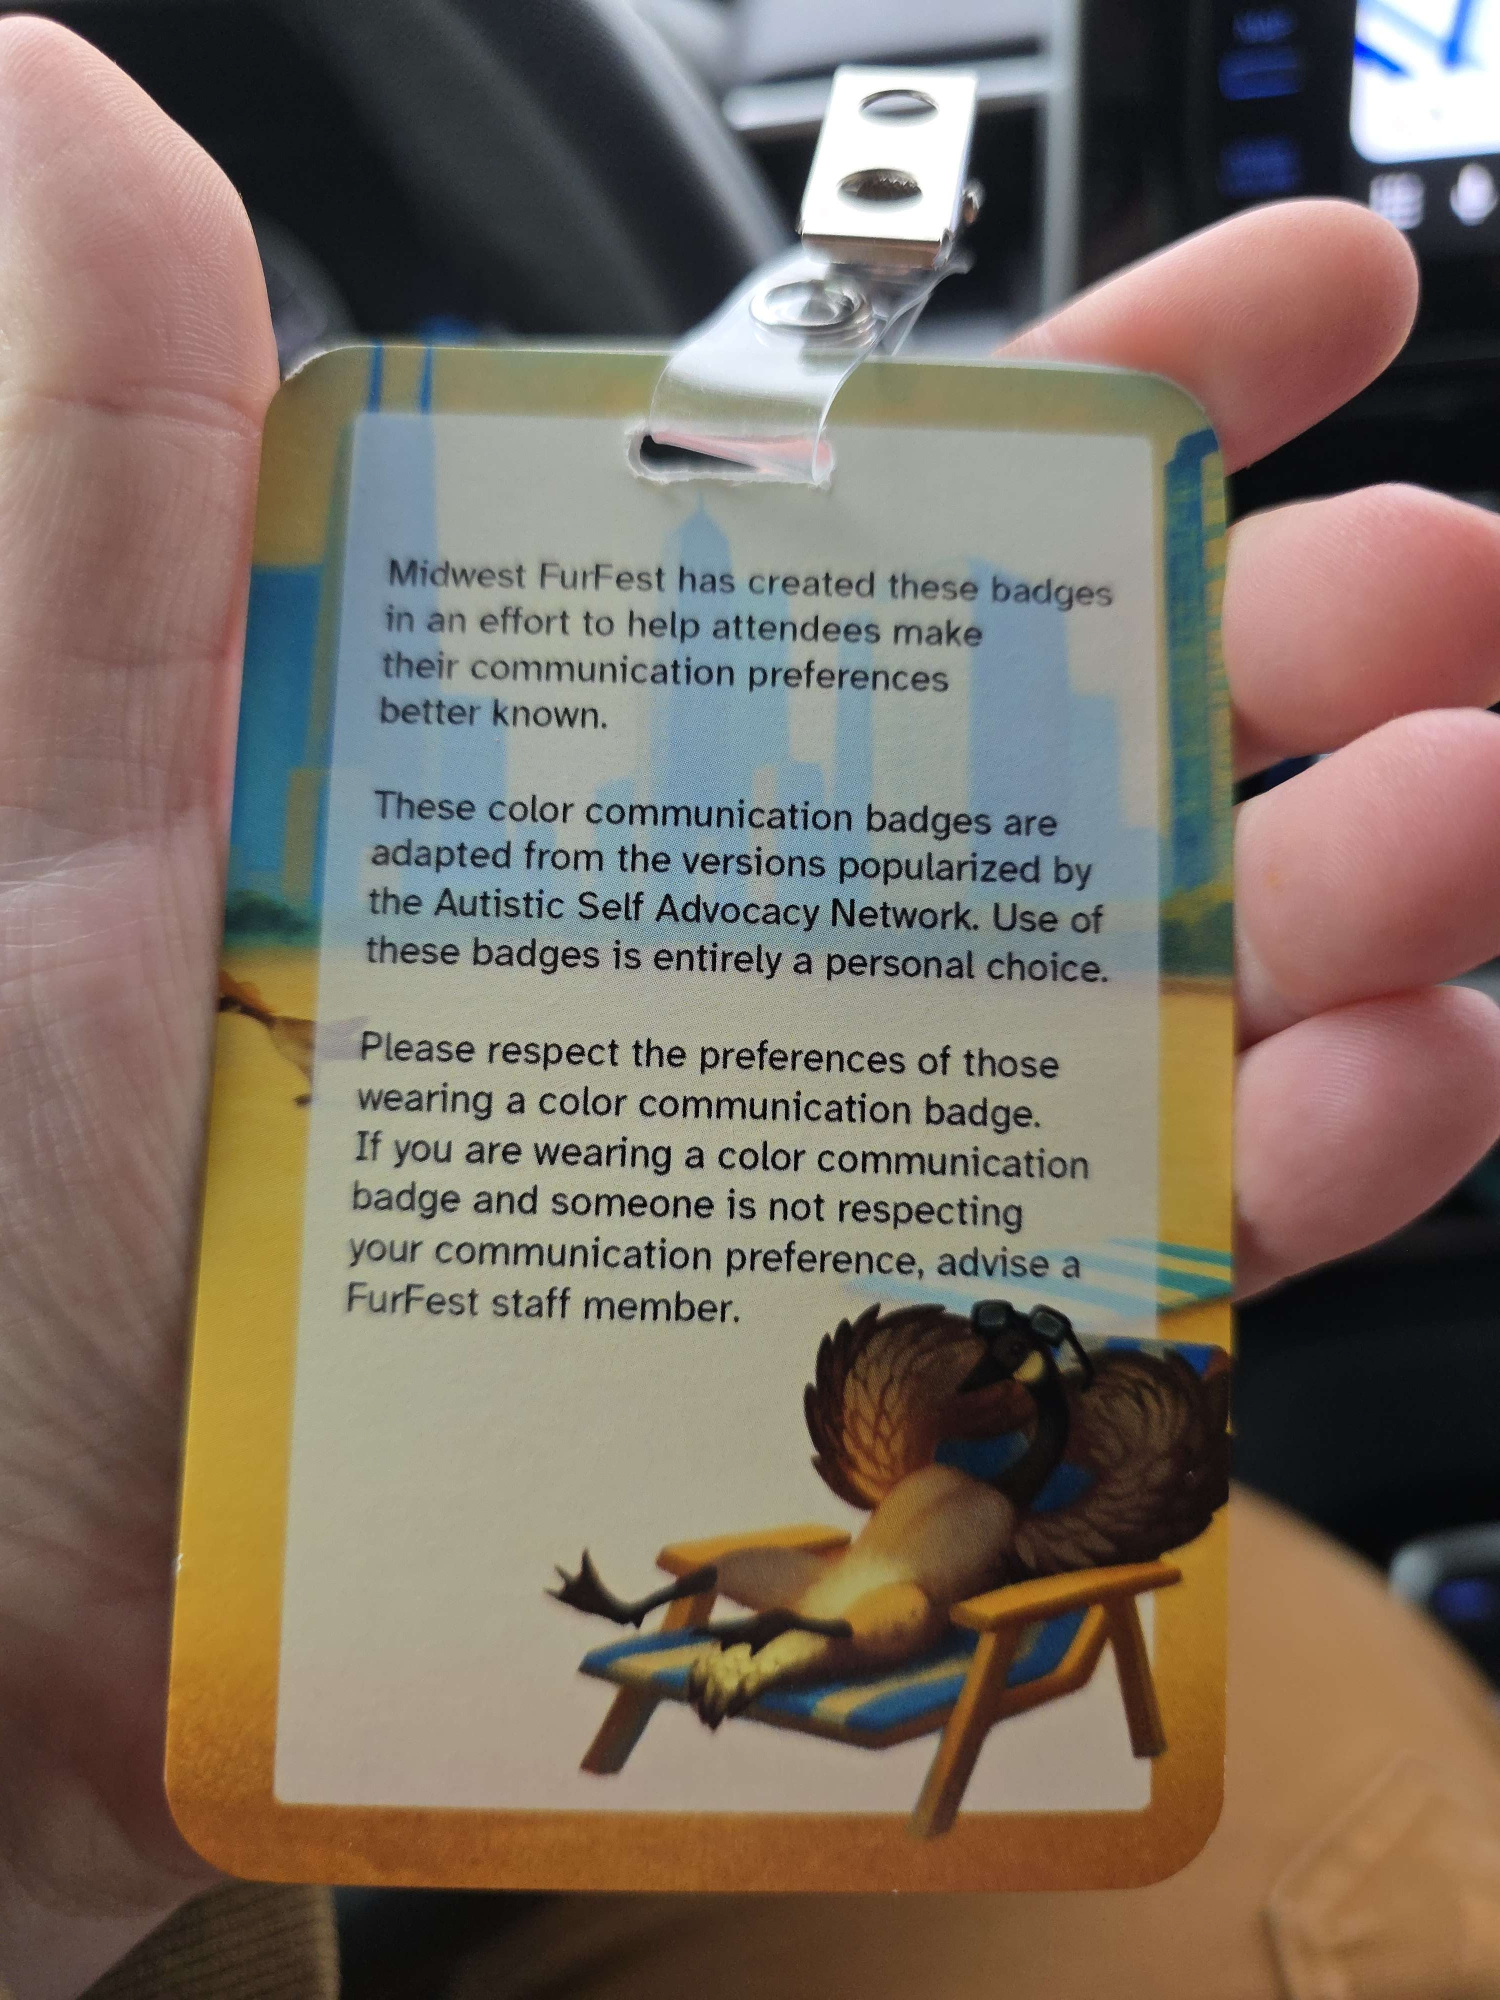 Midwest FurFest has created these badges
in an effort to help attendees make
their communication preferences
better known.
These color communication badges are
adapted from the versions popularized by
the Autistic Self Advocacy Network. Use of
these badges is entirely a personal choice.
Please respect the preferences of those
wearing a color communication badge.
If you are wearing a color communication
badge and someone is not respecting
your communication preference, advise a
FurFest staff member.